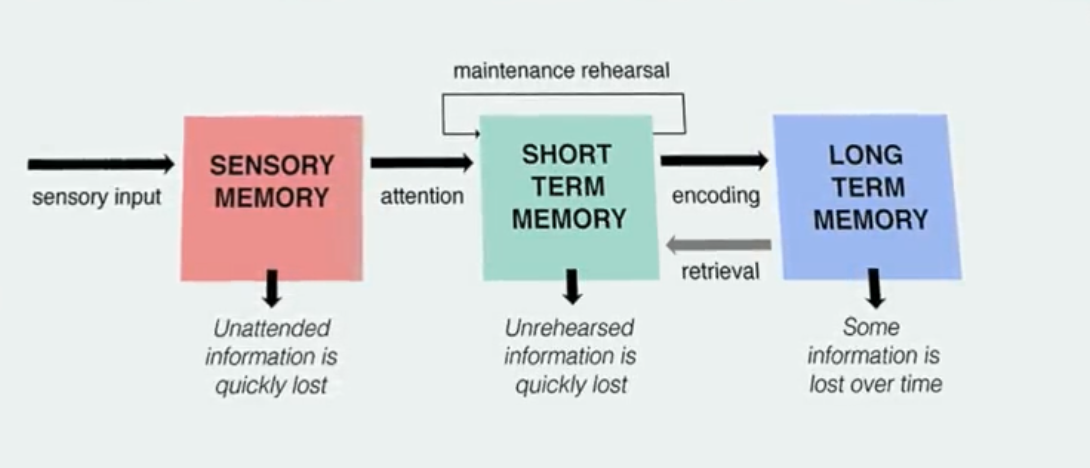 maintenance rehearsal
sensory input
SENSORY
MEMORY
attention
SHORT
TERM
MEMORY
encoding
retrieval
LONG
TERM
MEMORY
Unattended
information is
quickly lost
Unrehearsed
information is
quickly lost
Some
information is
lost over time